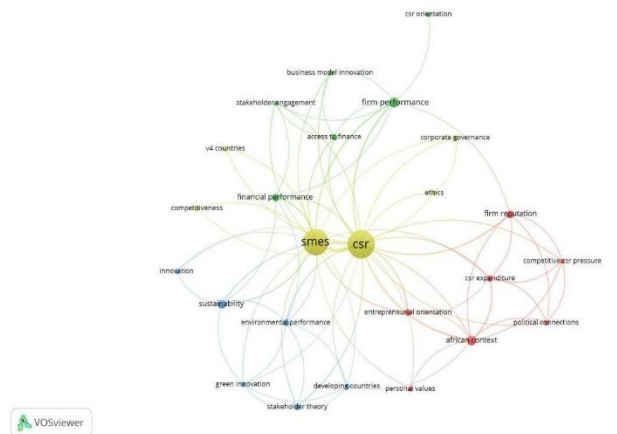 csr orientation
business model innovation
stakeholder engagement
firm performance
access to finance
corporate governance
v4 countries
financial performance
ethics
competitiveness
firm reputation
smes
csr
competitive csr pressure
innovation
csr expenditure
sustainability
entrepreneurial orientation
environmental performance
political connections
african context
green innovation
developing countries
personal values
stakeholder theory
VOSviewer